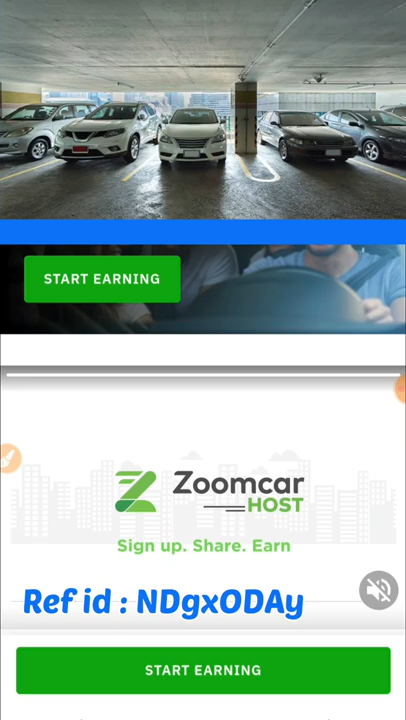 START EARNING
Zoomcar
HOST
Sign up. Share. Earn
Ref id : NDgxODAy
START EARNING